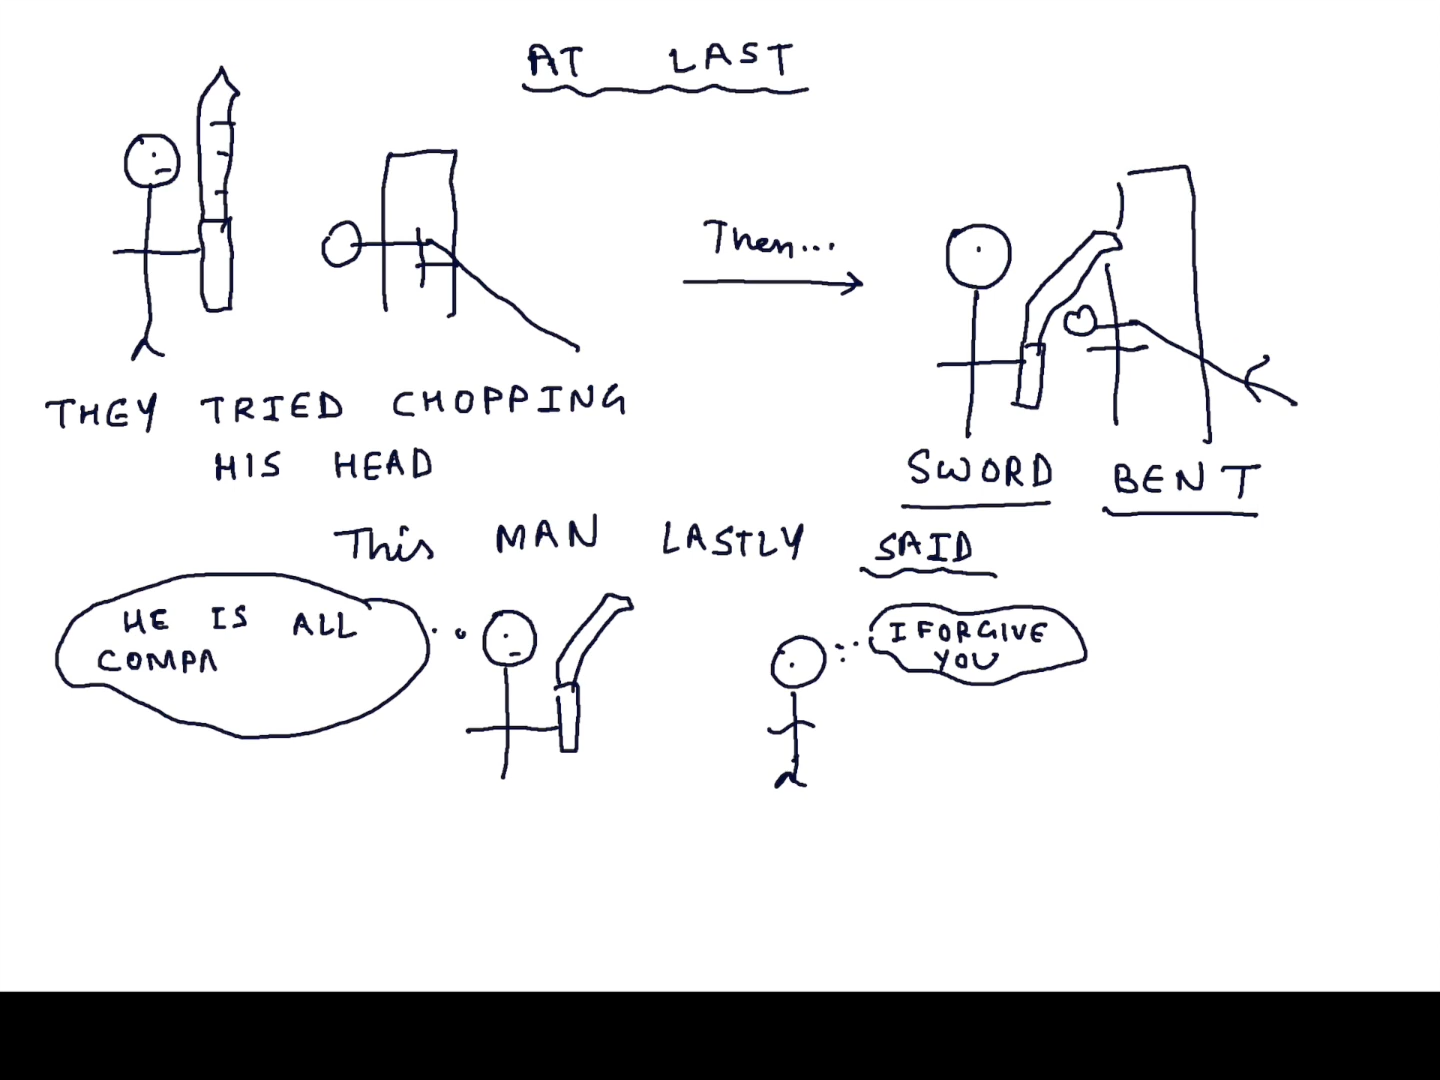 AT LAST
Then...
THEY TRIED CHOPPING
HIS HEAD
SWORD BENT
This MAN LASTLY SAID
HE IS ALL
COMPA
I FORGIVE
YOU